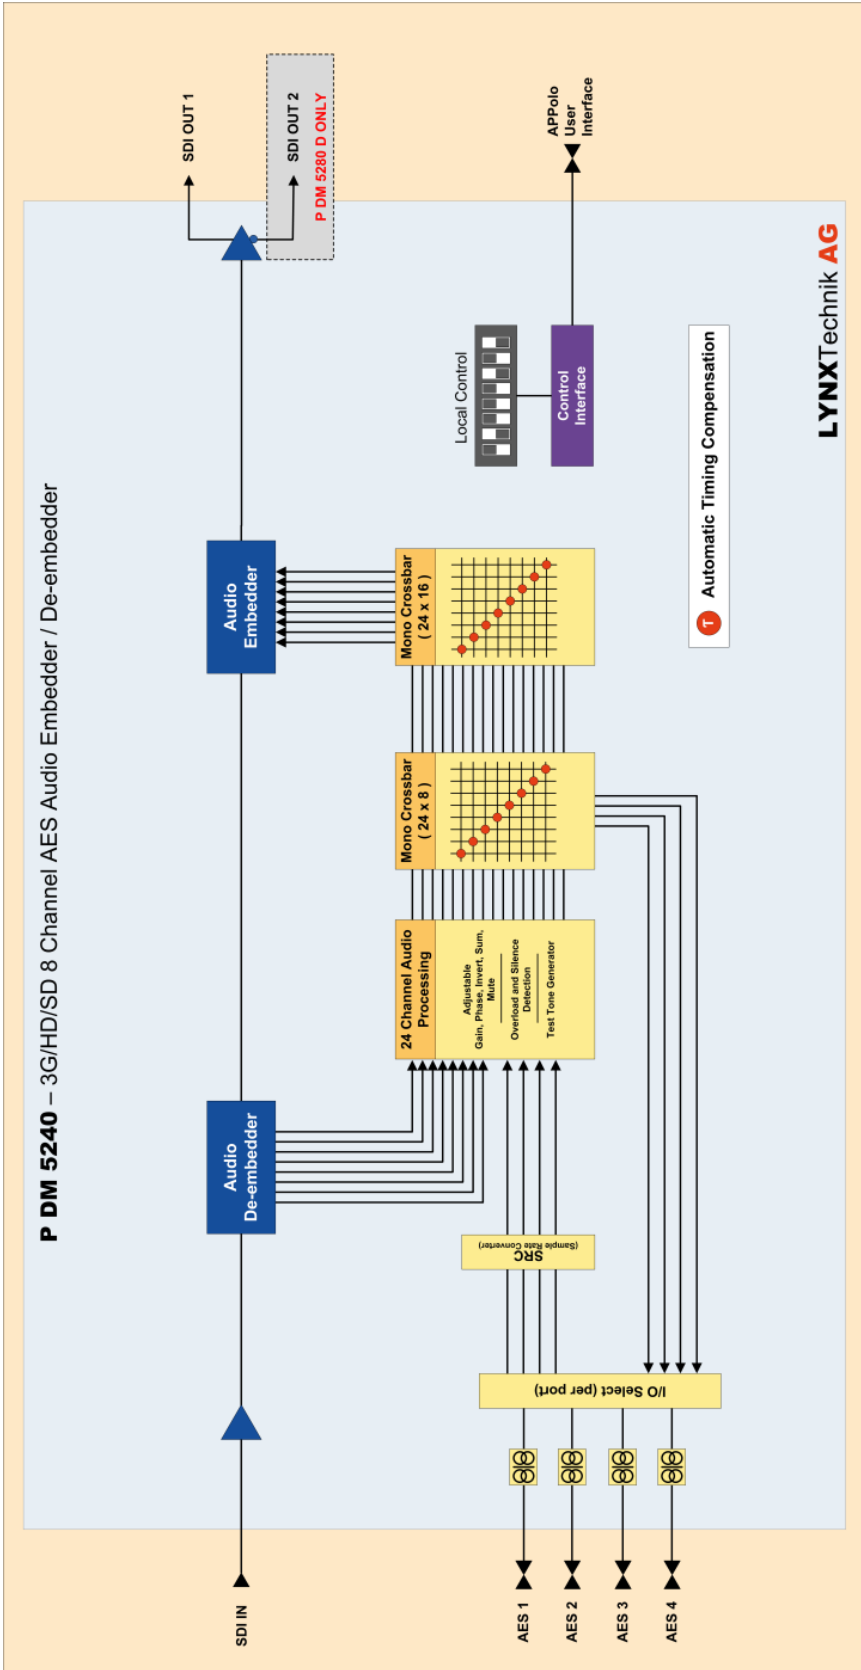 P DM 5240 – 3G/HD/SD 8 Channel AES Audio Embedder / De-embedder
SDI IN
Audio
De-embedder
Audio
Embedder
SDI OUT 1
SDI OUT 2
P DM 5280 D ONLY
AES 1
AES 2
AES 3
AES 4
I/O Select (per port)
SRC
(Sample Rate Converter)
24 Channel Audio
Processing
Adjustable
Gain, Phase, Invert, Sum,
Mute
Overload and Silence
Detection
Test Tone Generator
Mono Crossbar
( 24 x 8 )
Mono Crossbar
( 24 x 16 )
Local Control
Control
Interface
APPolo
User
Interface
T Automatic Timing Compensation
LYNXTechnik AG